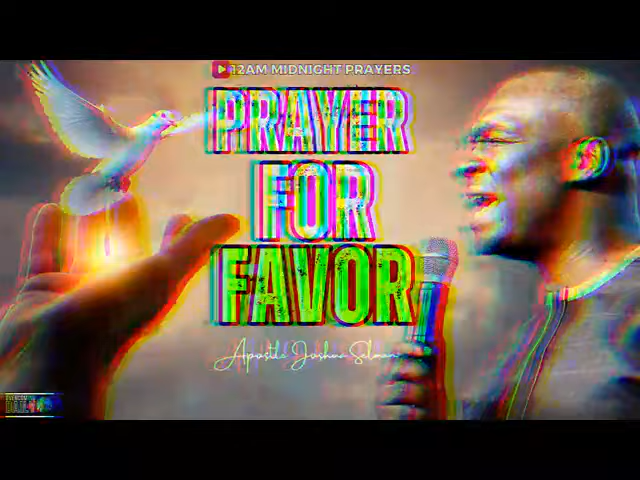 12AM MIDNIGHT PRAYERS
PRAYER
FOR
FAVOR
Apostle Joshua Selman